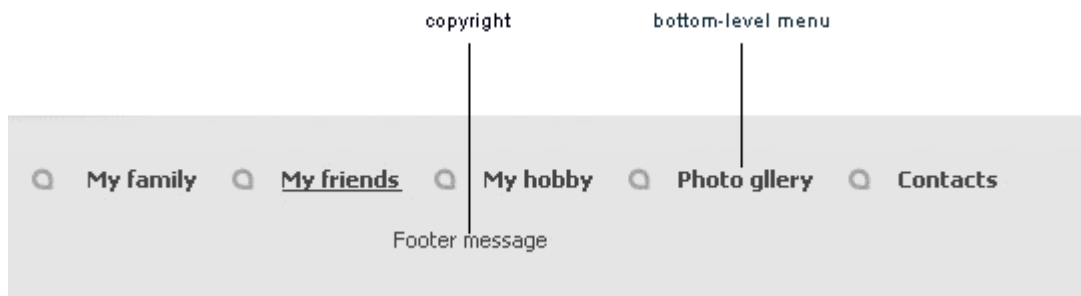 copyright bottom-level menu
My family My friends My hobby Photo gllery Contacts
Footer message